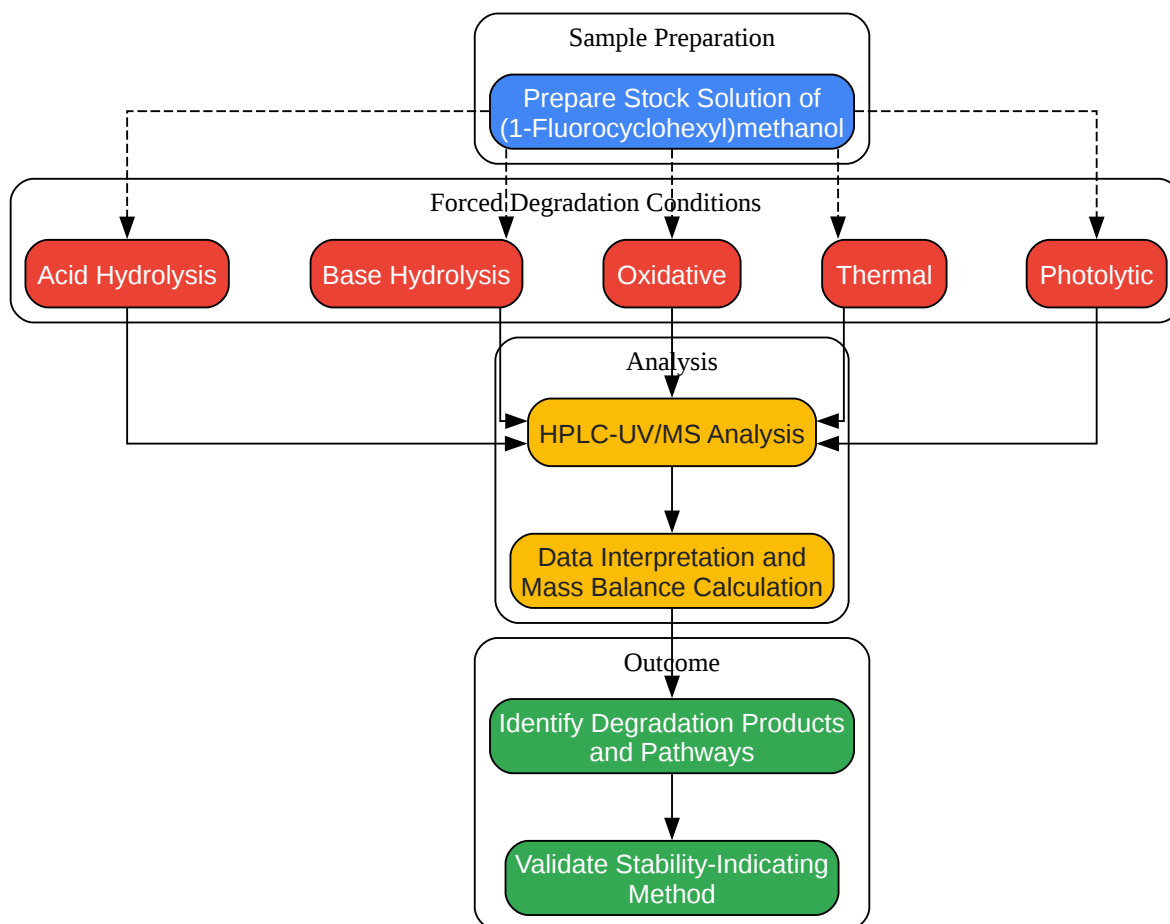 Sample Preparation
Prepare Stock Solution of
(1-Fluorocyclohexyl)methanol
Forced Degradation Conditions
Acid Hydrolysis
Base Hydrolysis
Oxidative
Thermal
Photolytic
Analysis
HPLC-UV/MS Analysis
Data Interpretation and
Mass Balance Calculation
Outcome
Identify Degradation Products
and Pathways
Validate Stability-Indicating
Method